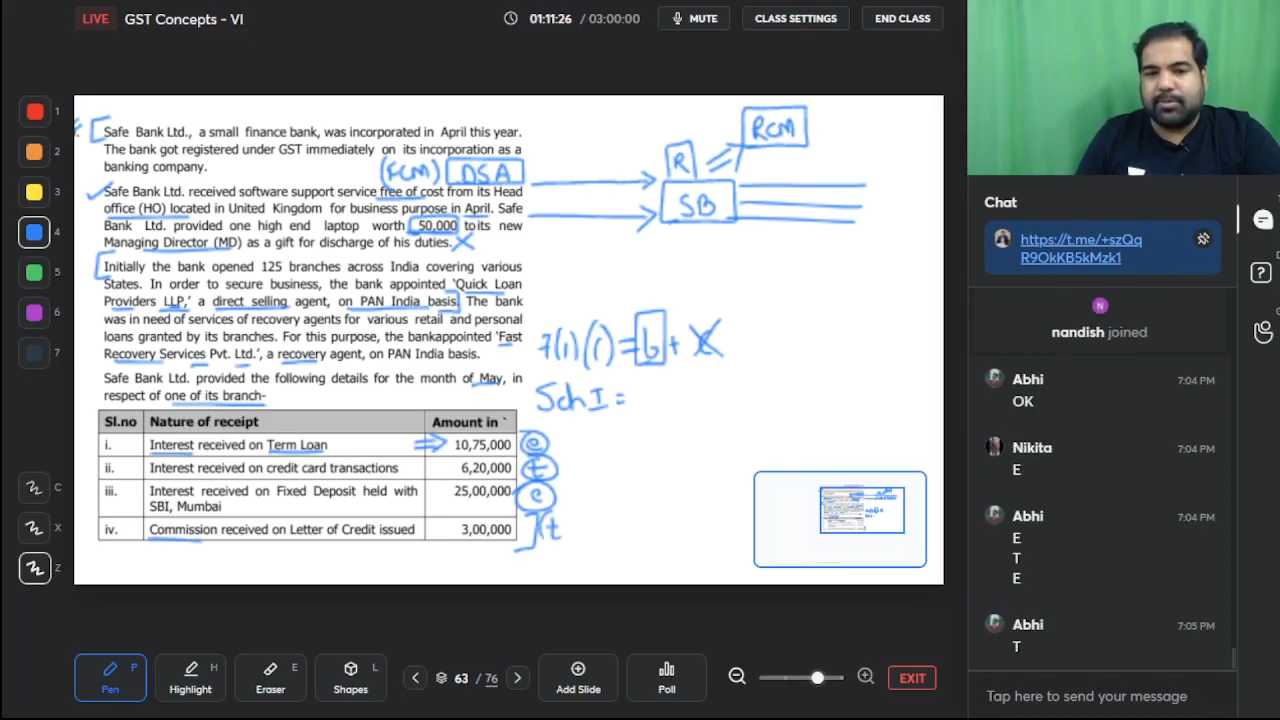 LIVE GST Concepts - VI
01:11:26 / 03:00:00
MUTE
CLASS SETTINGS
END CLASS
1
2
3
4
5
6
7
C
X
Z
Safe Bank Ltd., a small finance bank, was incorporated in April this year.
The bank got registered under GST immediately on its incorporation as a
banking company.
Safe Bank Ltd. received software support service free of cost from its Head
office (HO) located in United Kingdom for business purpose in April. Safe
Bank Ltd. provided one high end laptop worth 50,000 to its new
Managing Director (MD) as a gift for discharge of his duties.
Initially the bank opened 125 branches across India covering various
States. In order to secure business, the bank appointed 'Quick Loan
Providers LLP,' a direct selling agent, on PAN India basis. The bank
was in need of services of recovery agents for various retail and personal
loans granted by its branches. For this purpose, the bankappointed 'Fast
Recovery Services Pvt. Ltd.', a recovery agent, on PAN India basis.
Safe Bank Ltd. provided the following details for the month of May, in
respect of one of its branch-
Sl.no Nature of receipt Amount in `
i. Interest received on Term Loan 10,75,000
ii. Interest received on credit card transactions 6,20,000
iii. Interest received on Fixed Deposit held with SBI, Mumbai 25,00,000
iv. Commission received on Letter of Credit issued 3,00,000
(FCM) DSA
R
RCM
SB
7(1)(1) = b + X
Sch I =
e
t
e
t
Pen P
Highlight H
Eraser E
Shapes L
63 / 76
Add Slide
Poll
EXIT
Chat
https://t.me/+szQq
R9OkKB5kMzk1
N
nandish joined
Abhi 7:04 PM
OK
Nikita 7:04 PM
E
Abhi 7:04 PM
E
T
E
Abhi 7:05 PM
T
Tap here to send your message